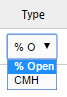 Type
% O
% Open
CMH